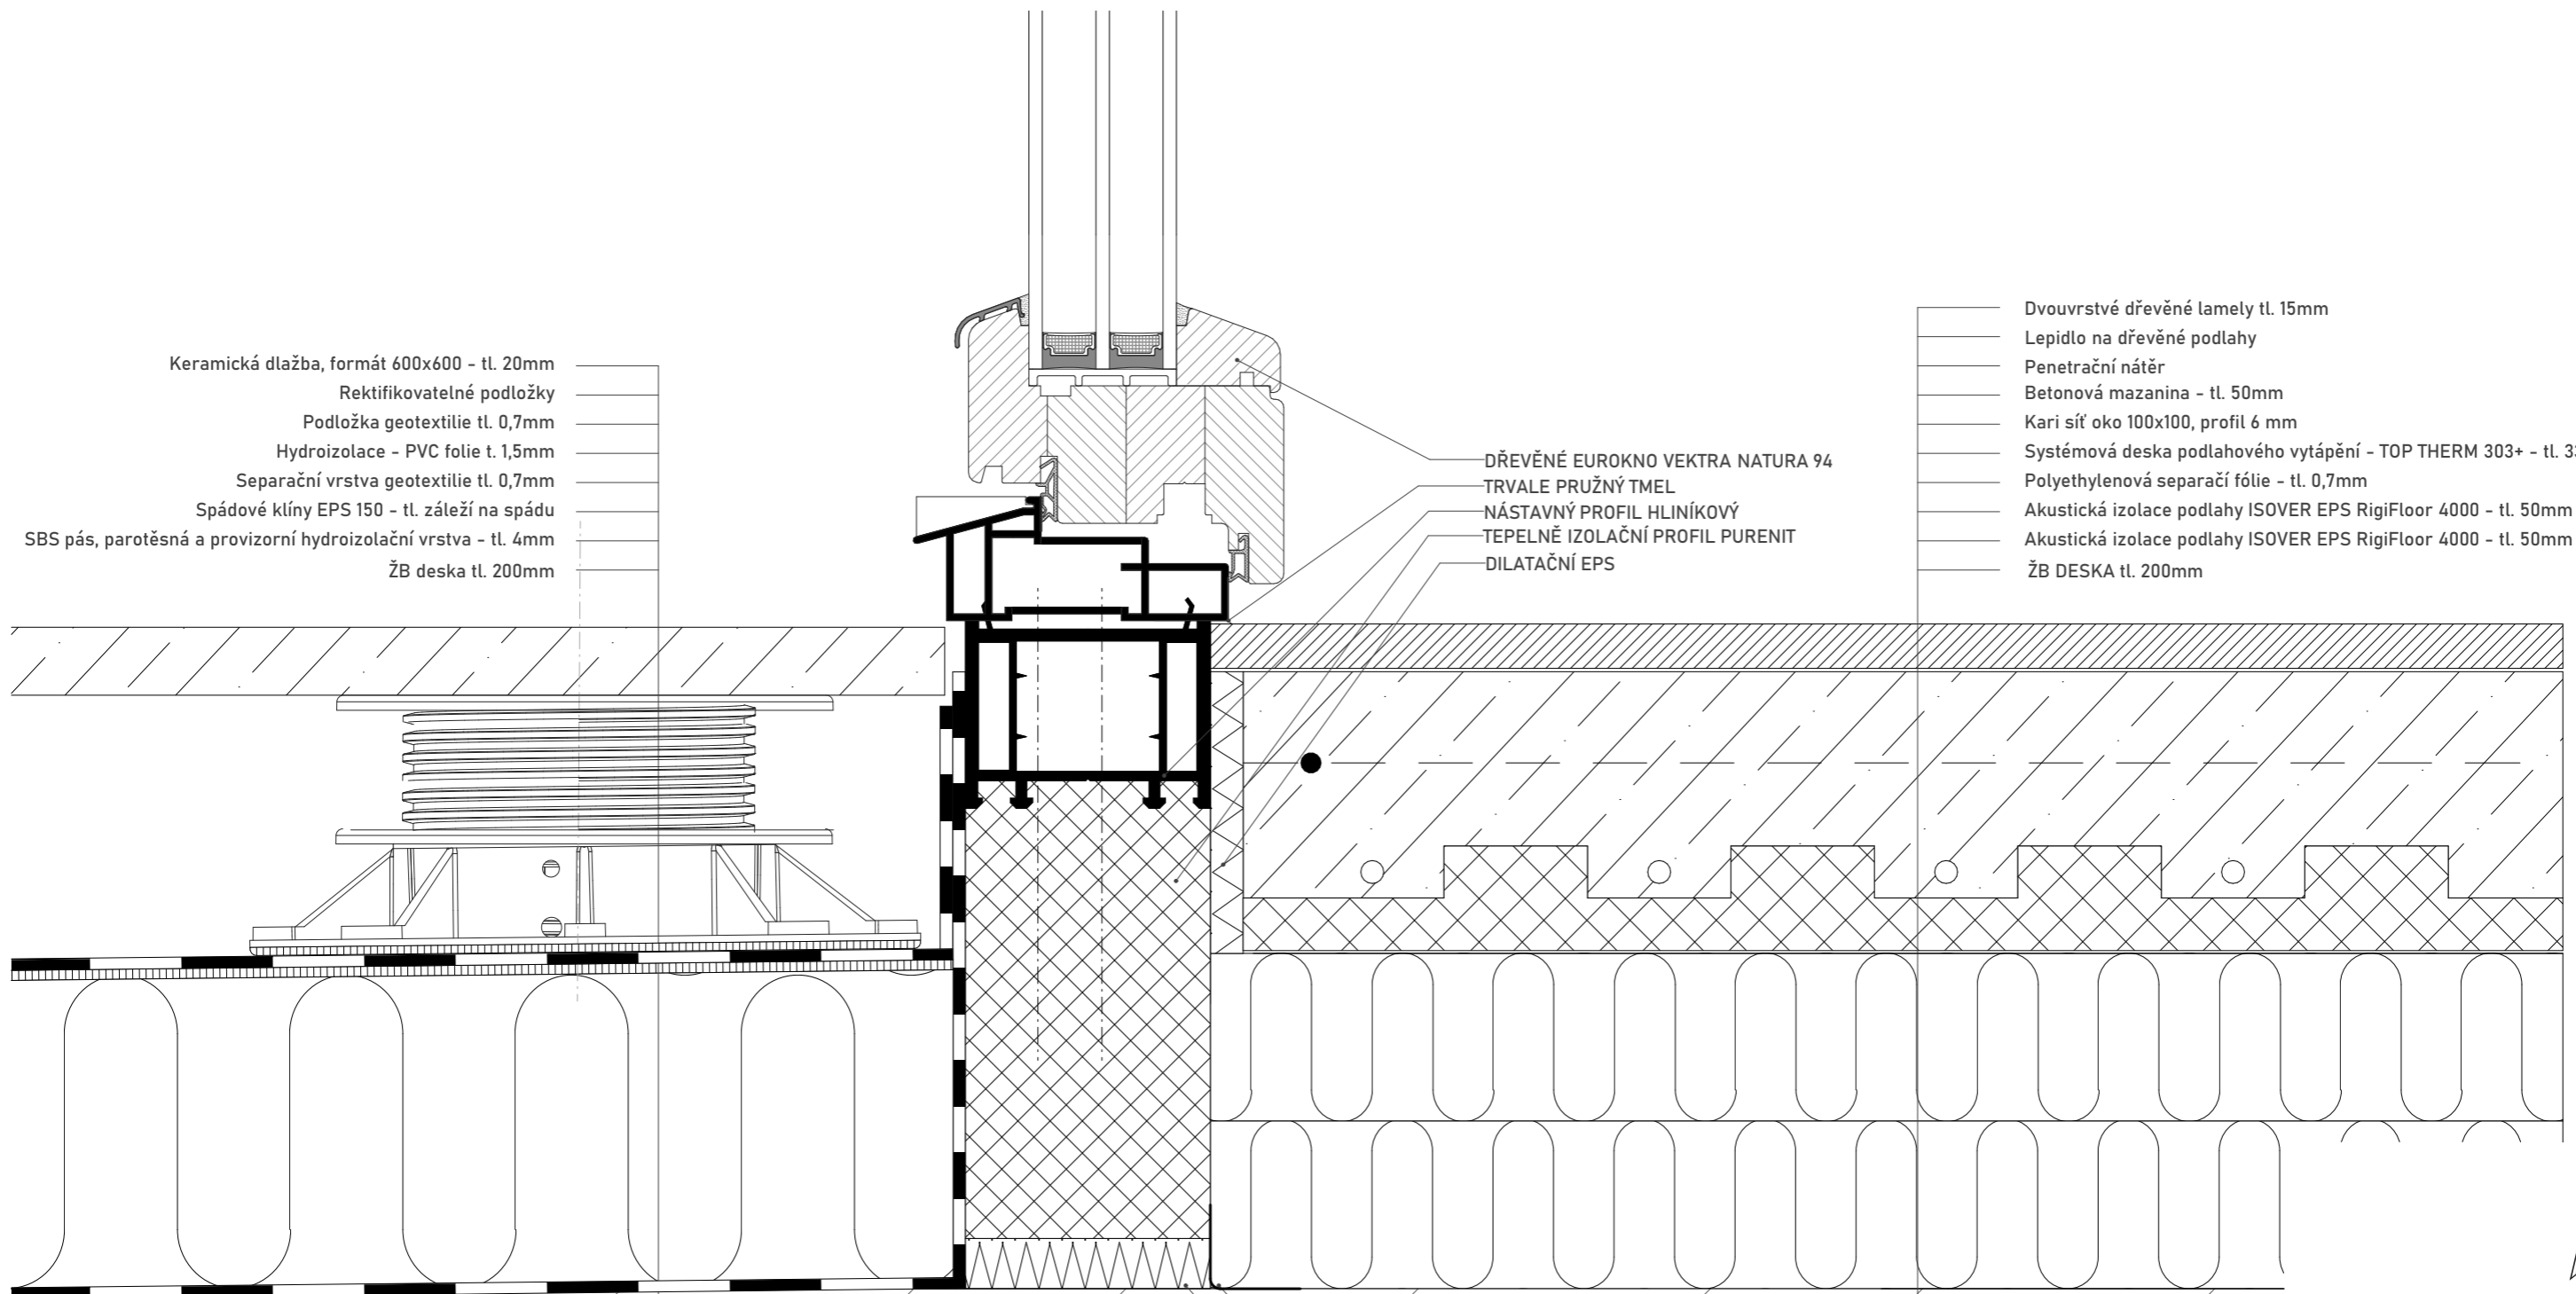 Keramická dlažba, formát 600x600 - tl. 20mm
Rektifikovatelné podložky
Podložka geotextilie tl. 0,7mm
Hydroizolace - PVC folie t. 1,5mm
Separační vrstva geotextilie tl. 0,7mm
Spádové klíny EPS 150 - tl. záleží na spádu
SBS pás, parotěsná a provizorní hydroizolační vrstva - tl. 4mm
ŽB deska tl. 200mm
DŘEVĚNÉ EUROKNO VEKTRA NATURA 94
TRVALE PRUŽNÝ TMEL
NÁSTAVNÝ PROFIL HLINÍKOVÝ
TEPELNĚ IZOLAČNÍ PROFIL PURENIT
DILATAČNÍ EPS
Dvouvrstvé dřevěné lamely tl. 15mm
Lepidlo na dřevěné podlahy
Penetrační nátěr
Betonová mazanina - tl. 50mm
Kari síť oko 100x100, profil 6 mm
Systémová deska podlahového vytápění - TOP THERM 303+ - tl.
Polyethylenová separačí fólie - tl. 0,7mm
Akustická izolace podlahy ISOVER EPS RigiFloor 4000 - tl. 50mm
Akustická izolace podlahy ISOVER EPS RigiFloor 4000 - tl. 50mm
ŽB DESKA tl. 200mm